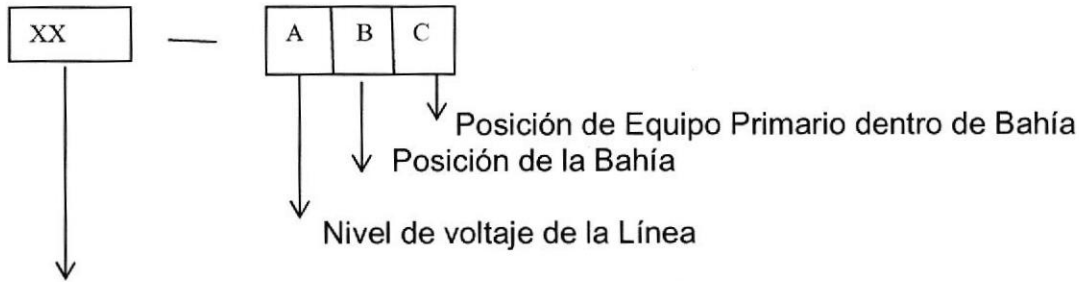 XX — A B C
Posición de Equipo Primario dentro de Bahía
Posición de la Bahía
Nivel de voltaje de la Línea